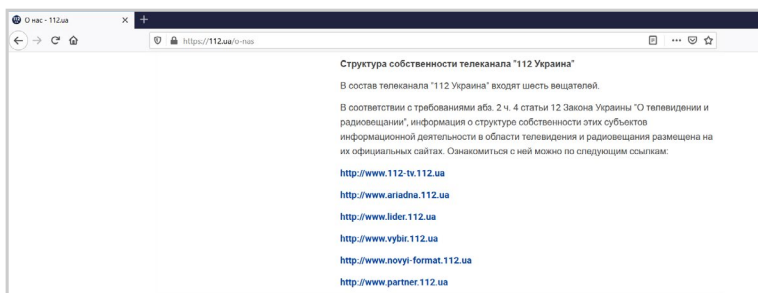 О нас - 112.ua
https://112.ua/o-nas
Структура собственности телеканала "112 Украина"
В состав телеканала "112 Украина" входят шесть вещателей.
В соответствии с требованиями абз. 2 ч. 4 статьи 12 Закона Украины "О телевидении и
радиовещании", информация о структуре собственности этих субъектов
информационной деятельности в области телевидения и радиовещания размещена на
их официальных сайтах. Ознакомиться с ней можно по следующим ссылкам:
http://www.112-tv.112.ua
http://www.ariadna.112.ua
http://www.lider.112.ua
http://www.vybir.112.ua
http://www.novyi-format.112.ua
http://www.partner.112.ua